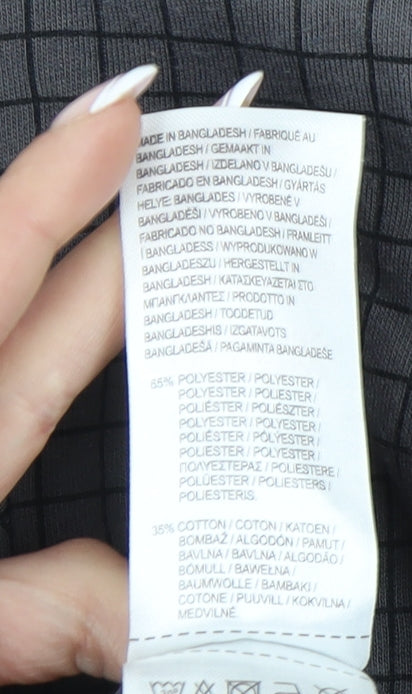 MADE IN BANGLADESH / FABRIQUÉ AU
BANGLADESH / GEMAAKT IN
BANGLADESH / IZDELANO V BANGLADEŠU /
FABRICADO EN BANGLADESH / GYÁRTÁS
HELYE: BANGLADES / VYROBENÉ V
BANGLADÉŠI / VYROBENO V BANGLADÉŠI /
FABRICADO NO BANGLADESH / FRAMLEITT
Í BANGLADESS / WYPRODUKOWANO W
BANGLADESZU / HERGESTELLT IN
BANGLADESH / ΚΑΤΑΣΚΕΥΑΖΕΤΑΙ ΣΤΟ
ΜΠΑΝΓΚΛΑΝΤΕΣ / PRODOTTO IN
BANGLADESH / TOODETUD
BANGLADESHIS / IZGATAVOTS
BANGLADEŠĀ / PAGAMINTA BANGLADEŠE
65% POLYESTER / POLYESTER /
POLYESTER / POLIESTER /
POLIÉSTER / POLIÉSZTER /
POLYESTER / POLYESTER /
POLIÉSTER / PÓLÝESTER /
POLIESTER / POLYESTER /
ΠΟΛΥΕΣΤΕΡΑΣ / POLIESTERE /
POLÜESTER / POLIESTERS /
POLIESTERIS.
35% COTTON / COTON / KATOEN /
BOMBAŽ / ALGODÓN / PAMUT /
BAVLNA / BAVLNA / ALGODÃO /
BÓMULL / BAWEŁNA /
BAUMWOLLE / ΒΑΜΒΑΚΙ /
COTONE / PUUVILL / KOKVILNA /
MEDVILNĖ.